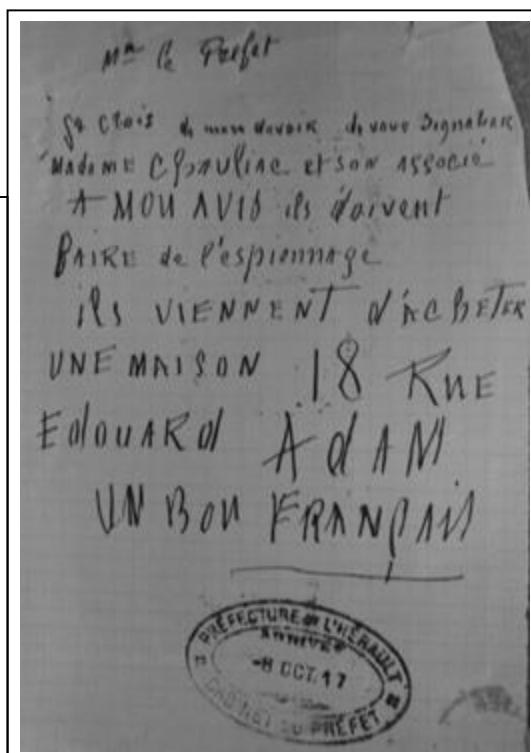 Mr le Prefet
Je crois de mon devoir de vous signaler
MADAME CHAULIAC et SON ASSOCIÉ
A MON AVIS ils doivent
FAIRE de l'espionnage
ils VIENNENT d'ACHETER
UNE MAISON 18 RUE
EdOUARd AdAM
UN BON FRANÇAIS
PRÉFECTURE DE L'HÉRAULT
ARRIVÉE
-8 OCT. 17
CABINET DU PREFET